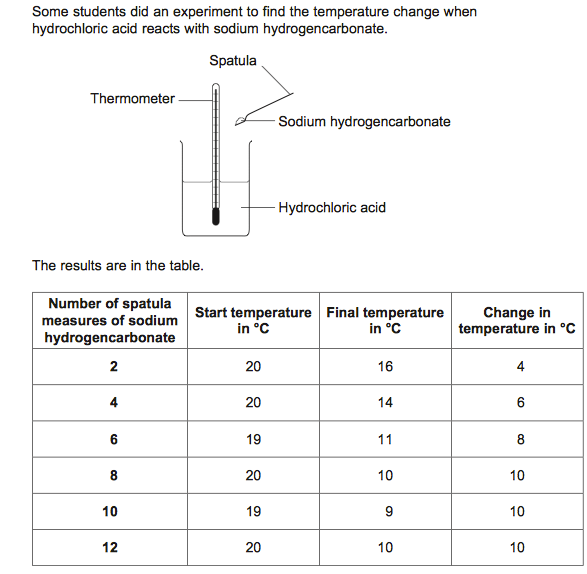 Some students did an experiment to find the temperature change when
hydrochloric acid reacts with sodium hydrogencarbonate.
Spatula
Thermometer
Sodium hydrogencarbonate
Hydrochloric acid
The results are in the table.
Number of spatula
measures of sodium
hydrogencarbonate
Start temperature
in °C
Final temperature
in °C
Change in
temperature in °C
2 20 16 4
4 20 14 6
6 19 11 8
8 20 10 10
10 19 9 10
12 20 10 10